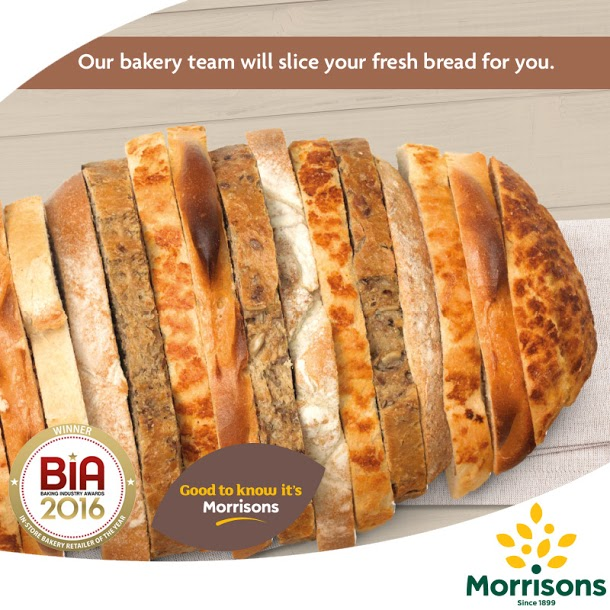 Our bakery team will slice your fresh bread for you.
WINNER
BiA
BAKING INDUSTRY AWARDS
2016
IN-STORE BAKERY RETAILER OF THE YEAR
Good to know it's
Morrisons
Morrisons
Since 1899